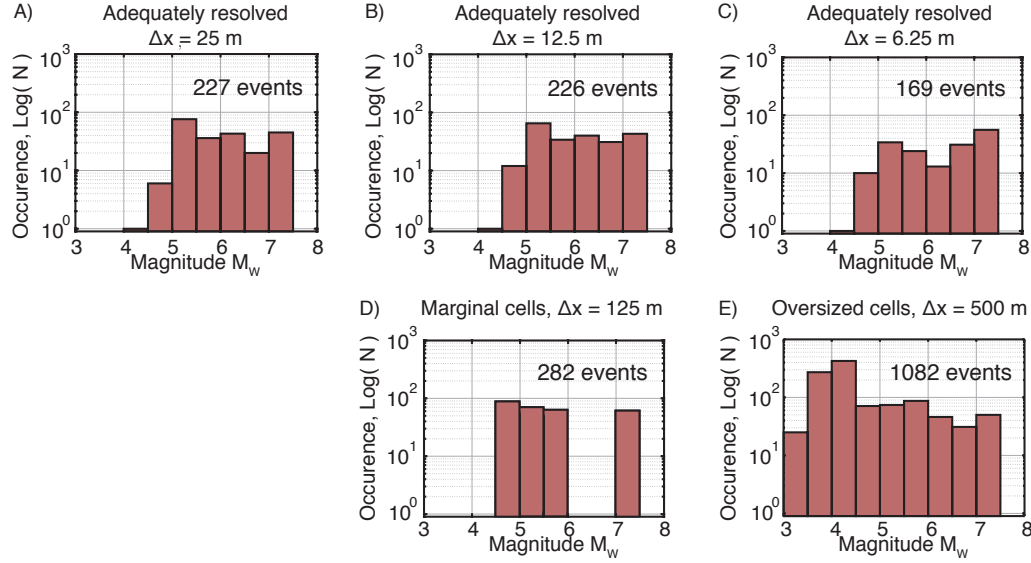 A)
Adequately resolved
Δx = 25 m
Occurence, Log( N )
10³
10²
10¹
10⁰
227 events
3 4 5 6 7 8
Magnitude M_W
B)
Adequately resolved
Δx = 12.5 m
Occurence, Log( N )
10³
10²
10¹
10⁰
226 events
3 4 5 6 7 8
Magnitude M_W
C)
Adequately resolved
Δx = 6.25 m
Occurence, Log( N )
10³
10²
10¹
10⁰
169 events
3 4 5 6 7 8
Magnitude M_W
D)
Marginal cells, Δx = 125 m
Occurence, Log( N )
10³
10²
10¹
10⁰
282 events
3 4 5 6 7 8
Magnitude M_W
E)
Oversized cells, Δx = 500 m
Occurence, Log( N )
10³
10²
10¹
10⁰
1082 events
3 4 5 6 7 8
Magnitude M_W